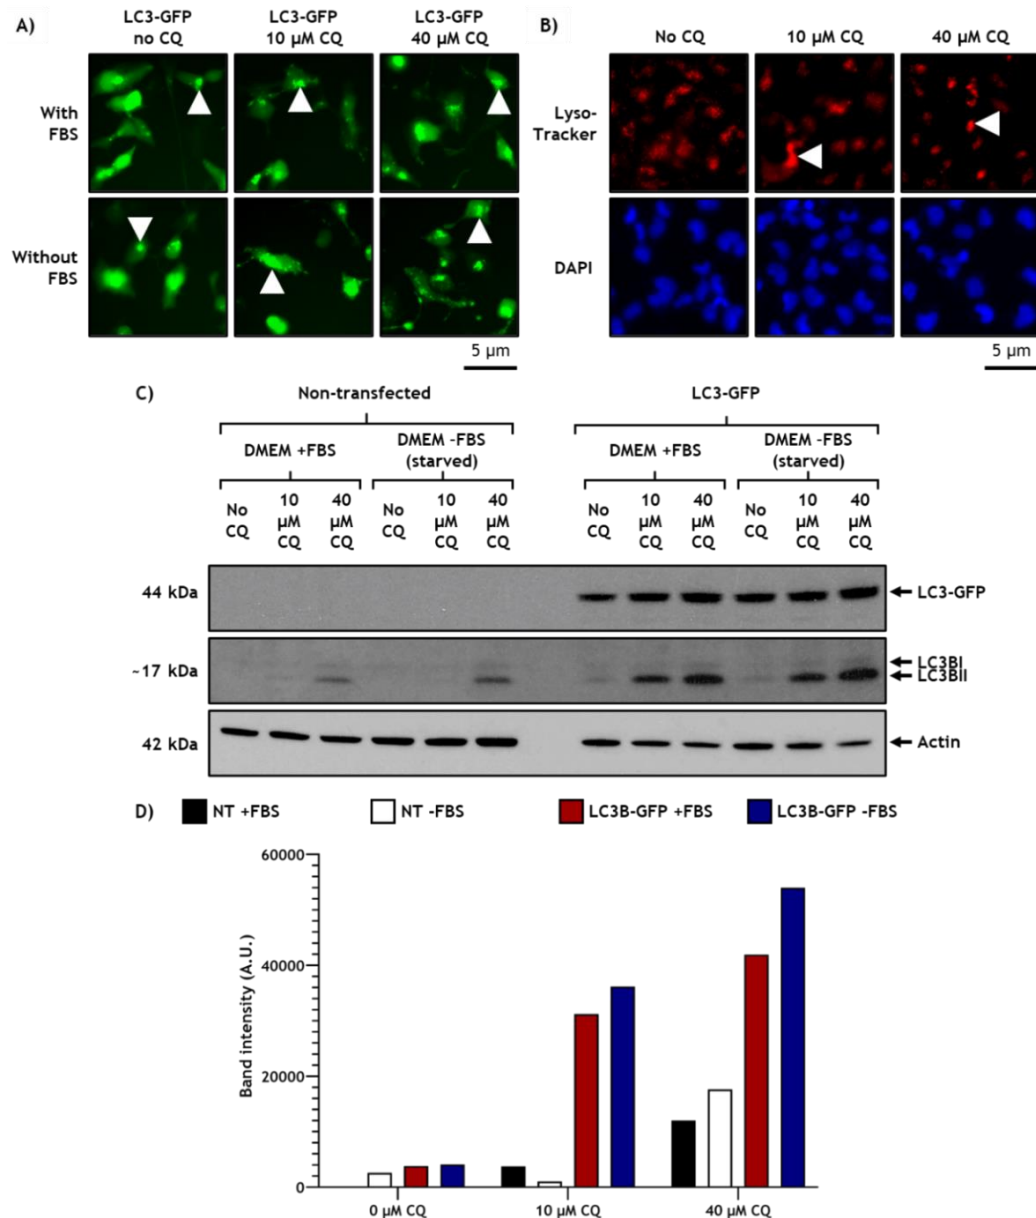 A)
LC3-GFP
no CQ
LC3-GFP
10 µM CQ
LC3-GFP
40 µM CQ
With
FBS
Without
FBS
5 µm
B)
No CQ
10 µM CQ
40 µM CQ
Lyso-
Tracker
DAPI
5 µm
C)
Non-transfected
LC3-GFP
DMEM +FBS
DMEM -FBS
(starved)
DMEM +FBS
DMEM -FBS
(starved)
No
CQ
10
µM
CQ
40
µM
CQ
No
CQ
10
µM
CQ
40
µM
CQ
No
CQ
10
µM
CQ
40
µM
CQ
No
CQ
10
µM
CQ
40
µM
CQ
44 kDa
LC3-GFP
~17 kDa
LC3BI
LC3BII
42 kDa
Actin
D)
NT +FBS
NT -FBS
LC3B-GFP +FBS
LC3B-GFP -FBS
Band intensity (A.U.)
60000
40000
20000
0
0 µM CQ
10 µM CQ
40 µM CQ